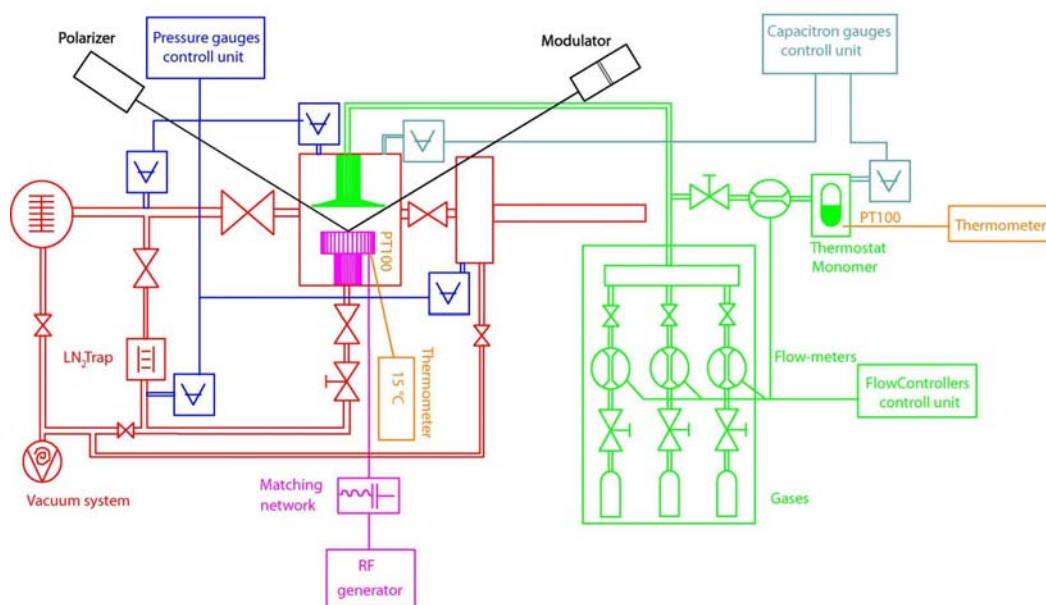 Polarizer
Pressure gauges
controll unit
Modulator
Capacitron gauges
controll unit
PT100
PT100
Thermometer
Thermostat
Monomer
LN2Trap
Thermometer
15 °C
Flow-meters
FlowControllers
controll unit
Vacuum system
Matching
network
Gases
RF
generator